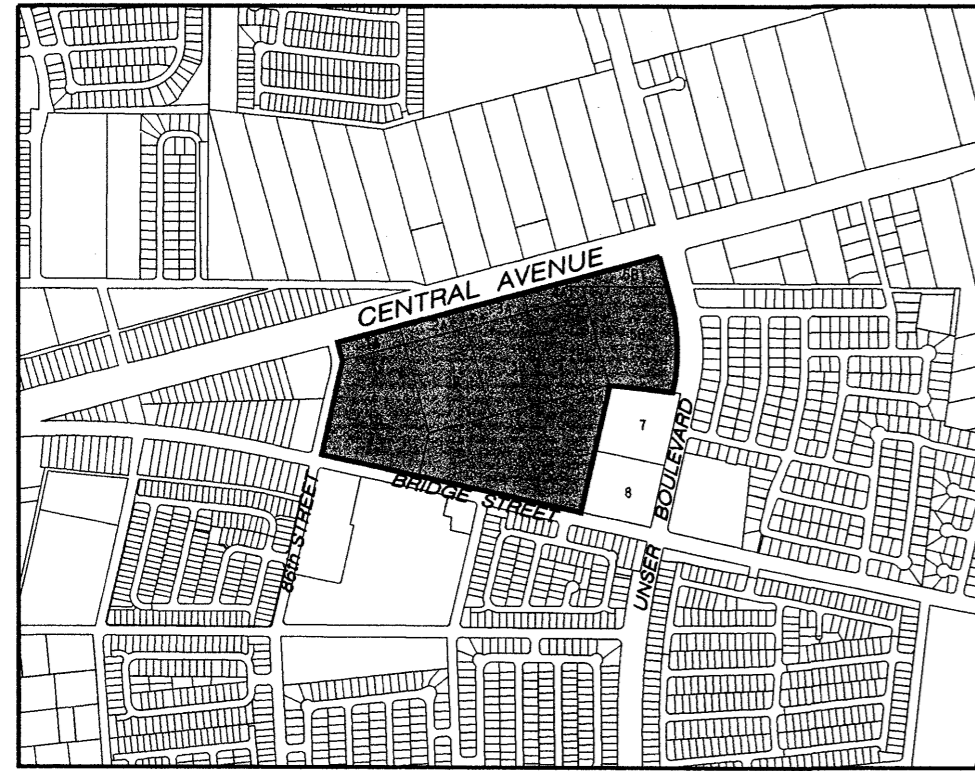 CENTRAL AVENUE
7
8
BRIDGE STREET
86th STREET
UNSER BOULEVARD